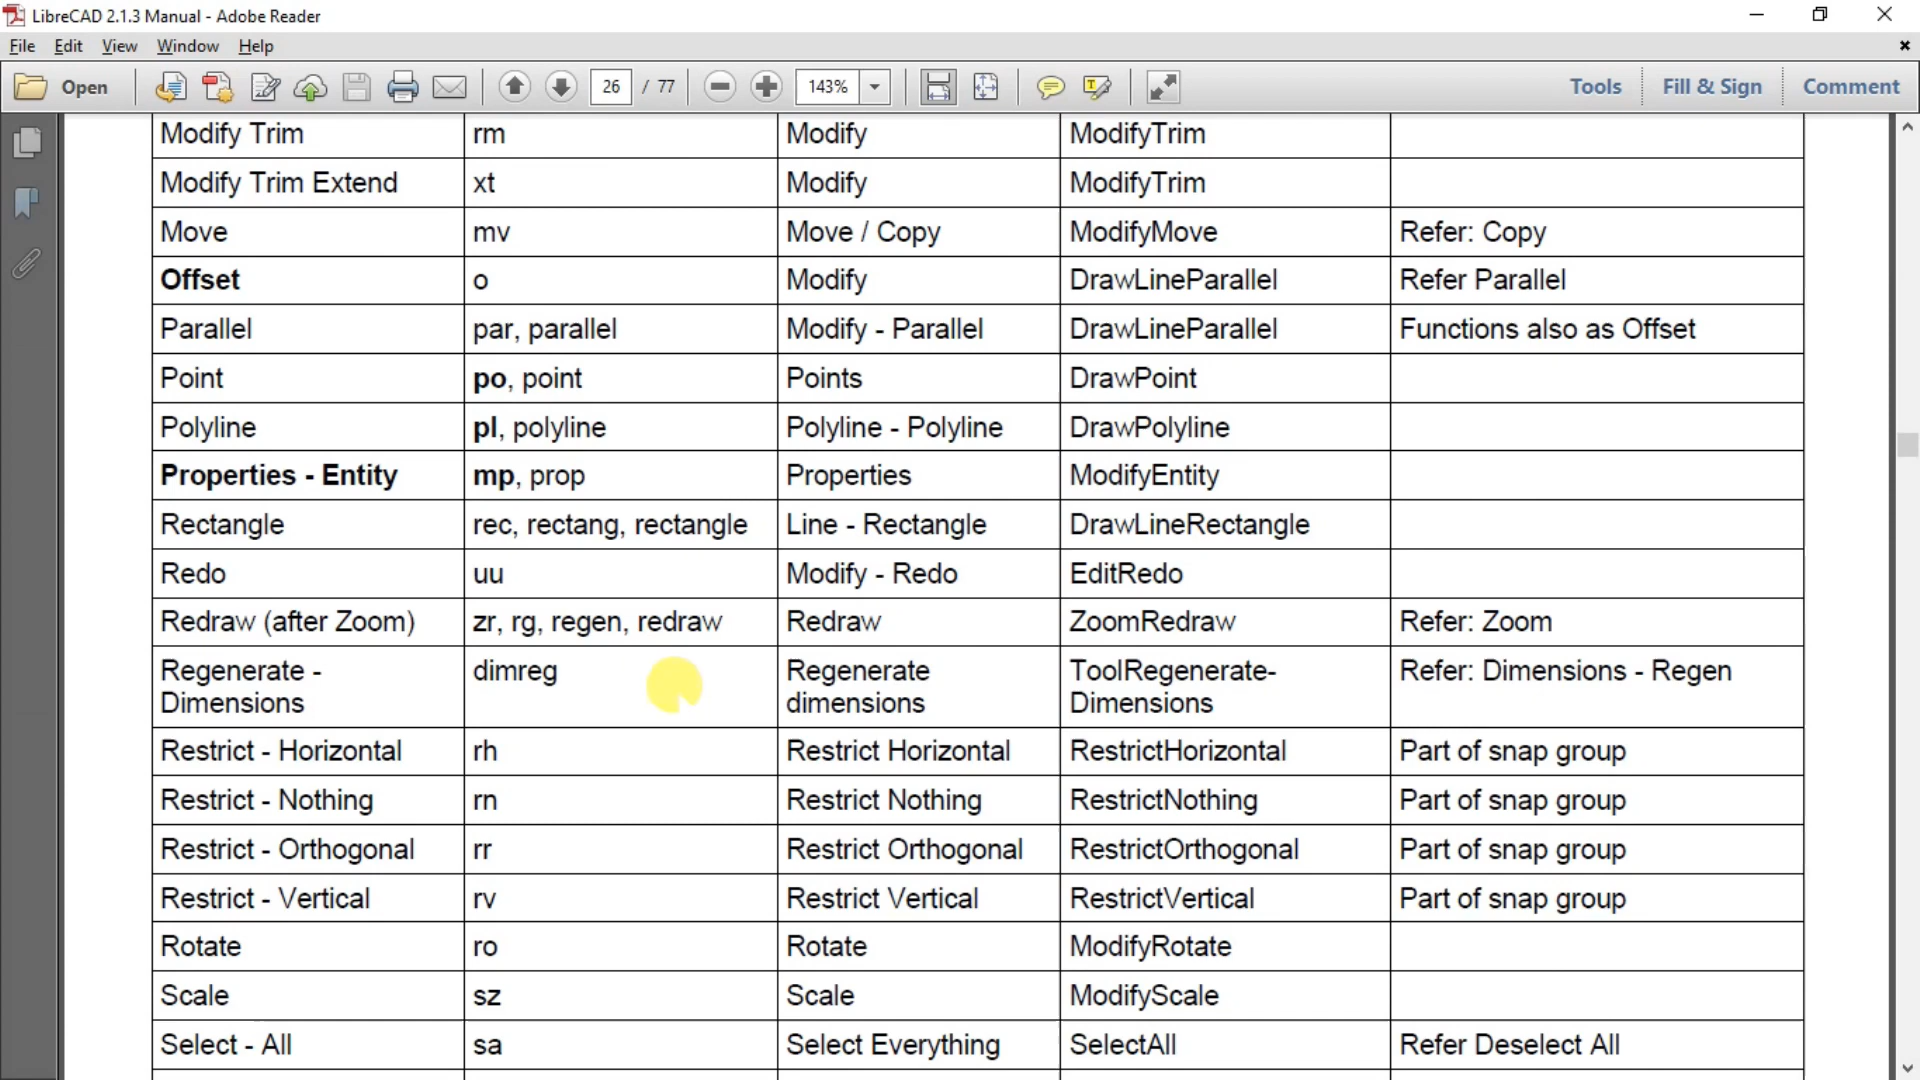 LibreCAD 2.1.3 Manual - Adobe Reader
File Edit View Window Help
Open 26 / 77 143% Tools Fill & Sign Comment
Modify Trim rm Modify ModifyTrim
Modify Trim Extend xt Modify ModifyTrim
Move mv Move / Copy ModifyMove Refer: Copy
Offset o Modify DrawLineParallel Refer Parallel
Parallel par, parallel Modify - Parallel DrawLineParallel Functions also as Offset
Point po, point Points DrawPoint
Polyline pl, polyline Polyline - Polyline DrawPolyline
Properties - Entity mp, prop Properties ModifyEntity
Rectangle rec, rectang, rectangle Line - Rectangle DrawLineRectangle
Redo uu Modify - Redo EditRedo
Redraw (after Zoom) zr, rg, regen, redraw Redraw ZoomRedraw Refer: Zoom
Regenerate - dimreg Regenerate ToolRegenerate- Refer: Dimensions - Regen
Dimensions dimensions Dimensions
Restrict - Horizontal rh Restrict Horizontal RestrictHorizontal Part of snap group
Restrict - Nothing rn Restrict Nothing RestrictNothing Part of snap group
Restrict - Orthogonal rr Restrict Orthogonal RestrictOrthogonal Part of snap group
Restrict - Vertical rv Restrict Vertical RestrictVertical Part of snap group
Rotate ro Rotate ModifyRotate
Scale sz Scale ModifyScale
Select - All sa Select Everything SelectAll Refer Deselect All